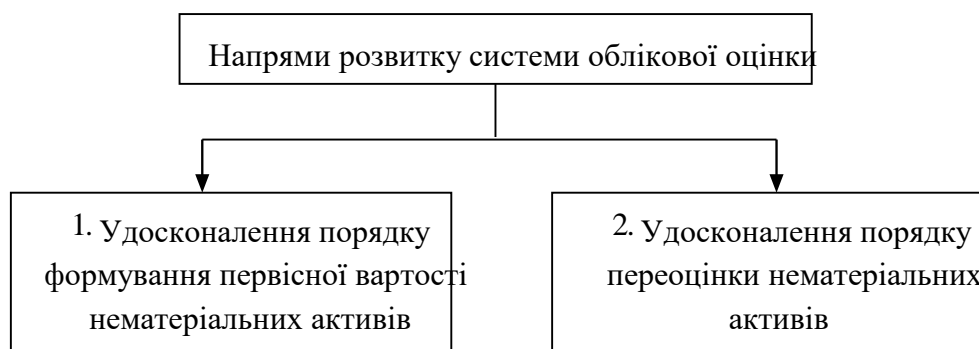 Напрями розвитку системи облікової оцінки
1. Удосконалення порядку
формування первісної вартості
нематеріальних активів
2. Удосконалення порядку
переоцінки нематеріальних
активів